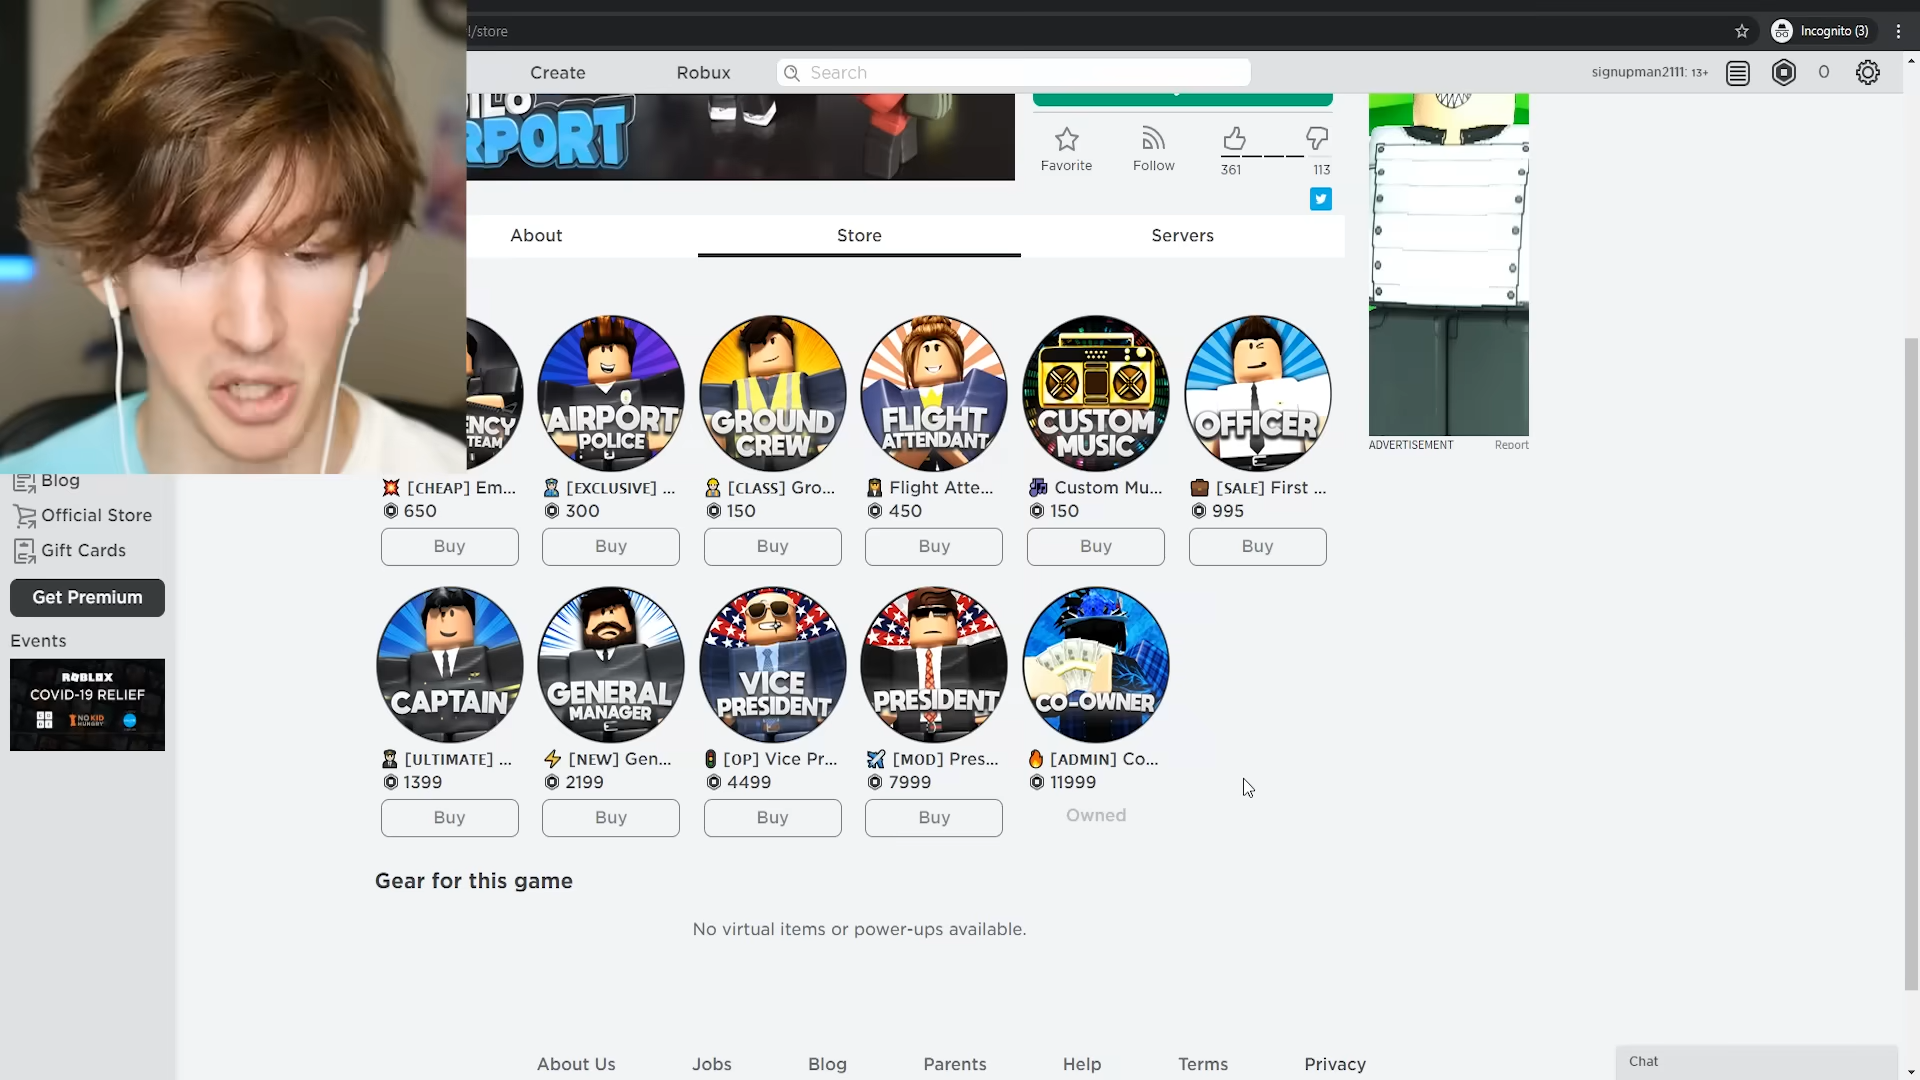 !/store
Incognito (3)
Create
Robux
Search
signupman2111: 13+
0
RPORT
Favorite
Follow
361
113
About
Store
Servers
ADVERTISEMENT
Report
NCY
TEAM
AIRPORT
POLICE
GROUND
CREW
FLIGHT
ATTENDANT
CUSTOM
MUSIC
OFFICER
[CHEAP] Em...
[EXCLUSIVE] ...
[CLASS] Gro...
Flight Atte...
Custom Mu...
[SALE] First ...
650
300
150
450
150
995
Buy
Buy
Buy
Buy
Buy
Buy
Blog
Official Store
Gift Cards
Get Premium
Events
ROBLOX
COVID-19 RELIEF
NO KID
HUNGRY
CAPTAIN
GENERAL
MANAGER
VICE
PRESIDENT
PRESIDENT
CO-OWNER
[ULTIMATE] ...
[NEW] Gen...
[OP] Vice Pr...
[MOD] Pres...
[ADMIN] Co...
1399
2199
4499
7999
11999
Buy
Buy
Buy
Buy
Owned
Gear for this game
No virtual items or power-ups available.
About Us
Jobs
Blog
Parents
Help
Terms
Privacy
Chat